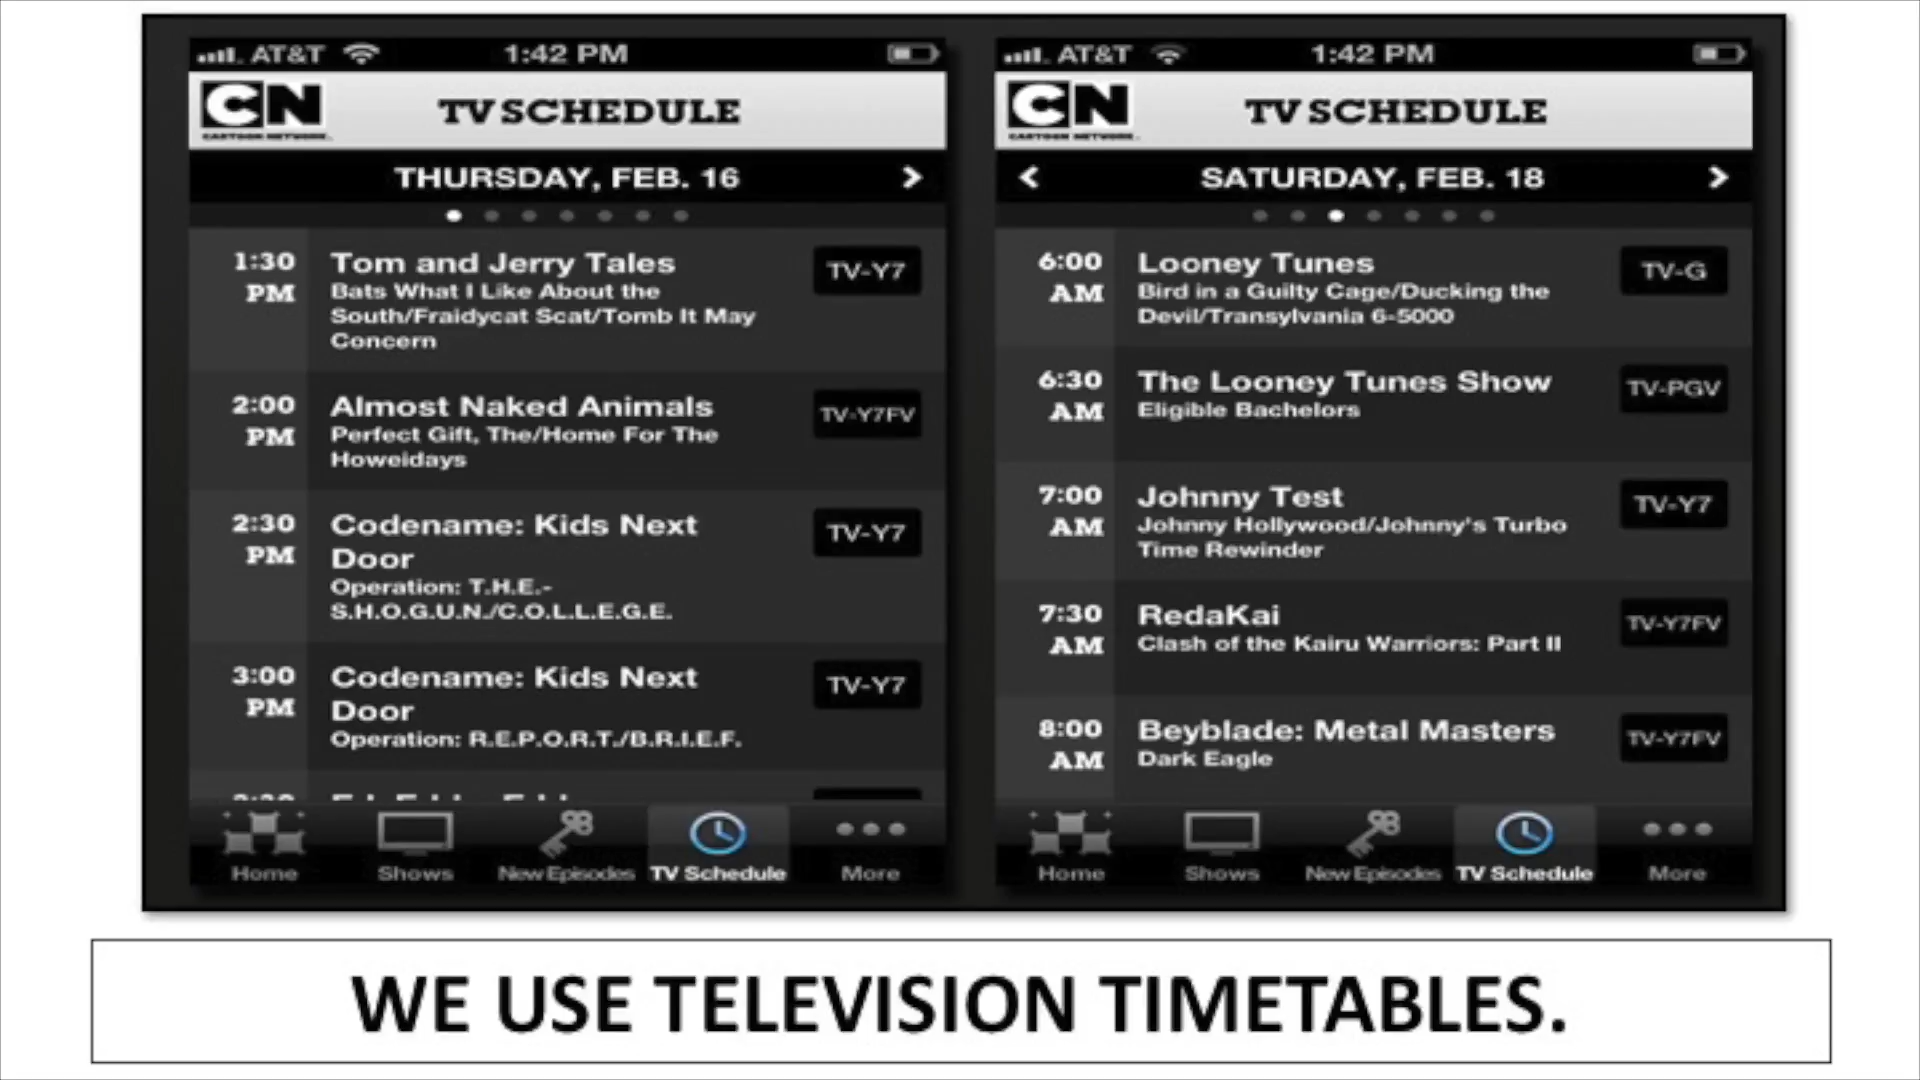 AT&T 1:42 PM
CN
CARTOON NETWORK
TV SCHEDULE
THURSDAY, FEB. 16
1:30 PM
Tom and Jerry Tales
Bats What I Like About the
South/Fraidycat Scat/Tomb It May
Concern
TV-Y7
2:00 PM
Almost Naked Animals
Perfect Gift, The/Home For The
Howeidays
TV-Y7FV
2:30 PM
Codename: Kids Next
Door
Operation: T.H.E.-
S.H.O.G.U.N./C.O.L.L.E.G.E.
TV-Y7
3:00 PM
Codename: Kids Next
Door
Operation: R.E.P.O.R.T./B.R.I.E.F.
TV-Y7
Home Shows New Episodes TV Schedule More
AT&T 1:42 PM
CN
CARTOON NETWORK
TV SCHEDULE
SATURDAY, FEB. 18
6:00 AM
Looney Tunes
Bird in a Guilty Cage/Ducking the
Devil/Transylvania 6-5000
TV-G
6:30 AM
The Looney Tunes Show
Eligible Bachelors
TV-PGV
7:00 AM
Johnny Test
Johnny Hollywood/Johnny's Turbo
Time Rewinder
TV-Y7
7:30 AM
RedaKai
Clash of the Kairu Warriors: Part II
TV-Y7FV
8:00 AM
Beyblade: Metal Masters
Dark Eagle
TV-Y7FV
Home Shows New Episodes TV Schedule More
WE USE TELEVISION TIMETABLES.